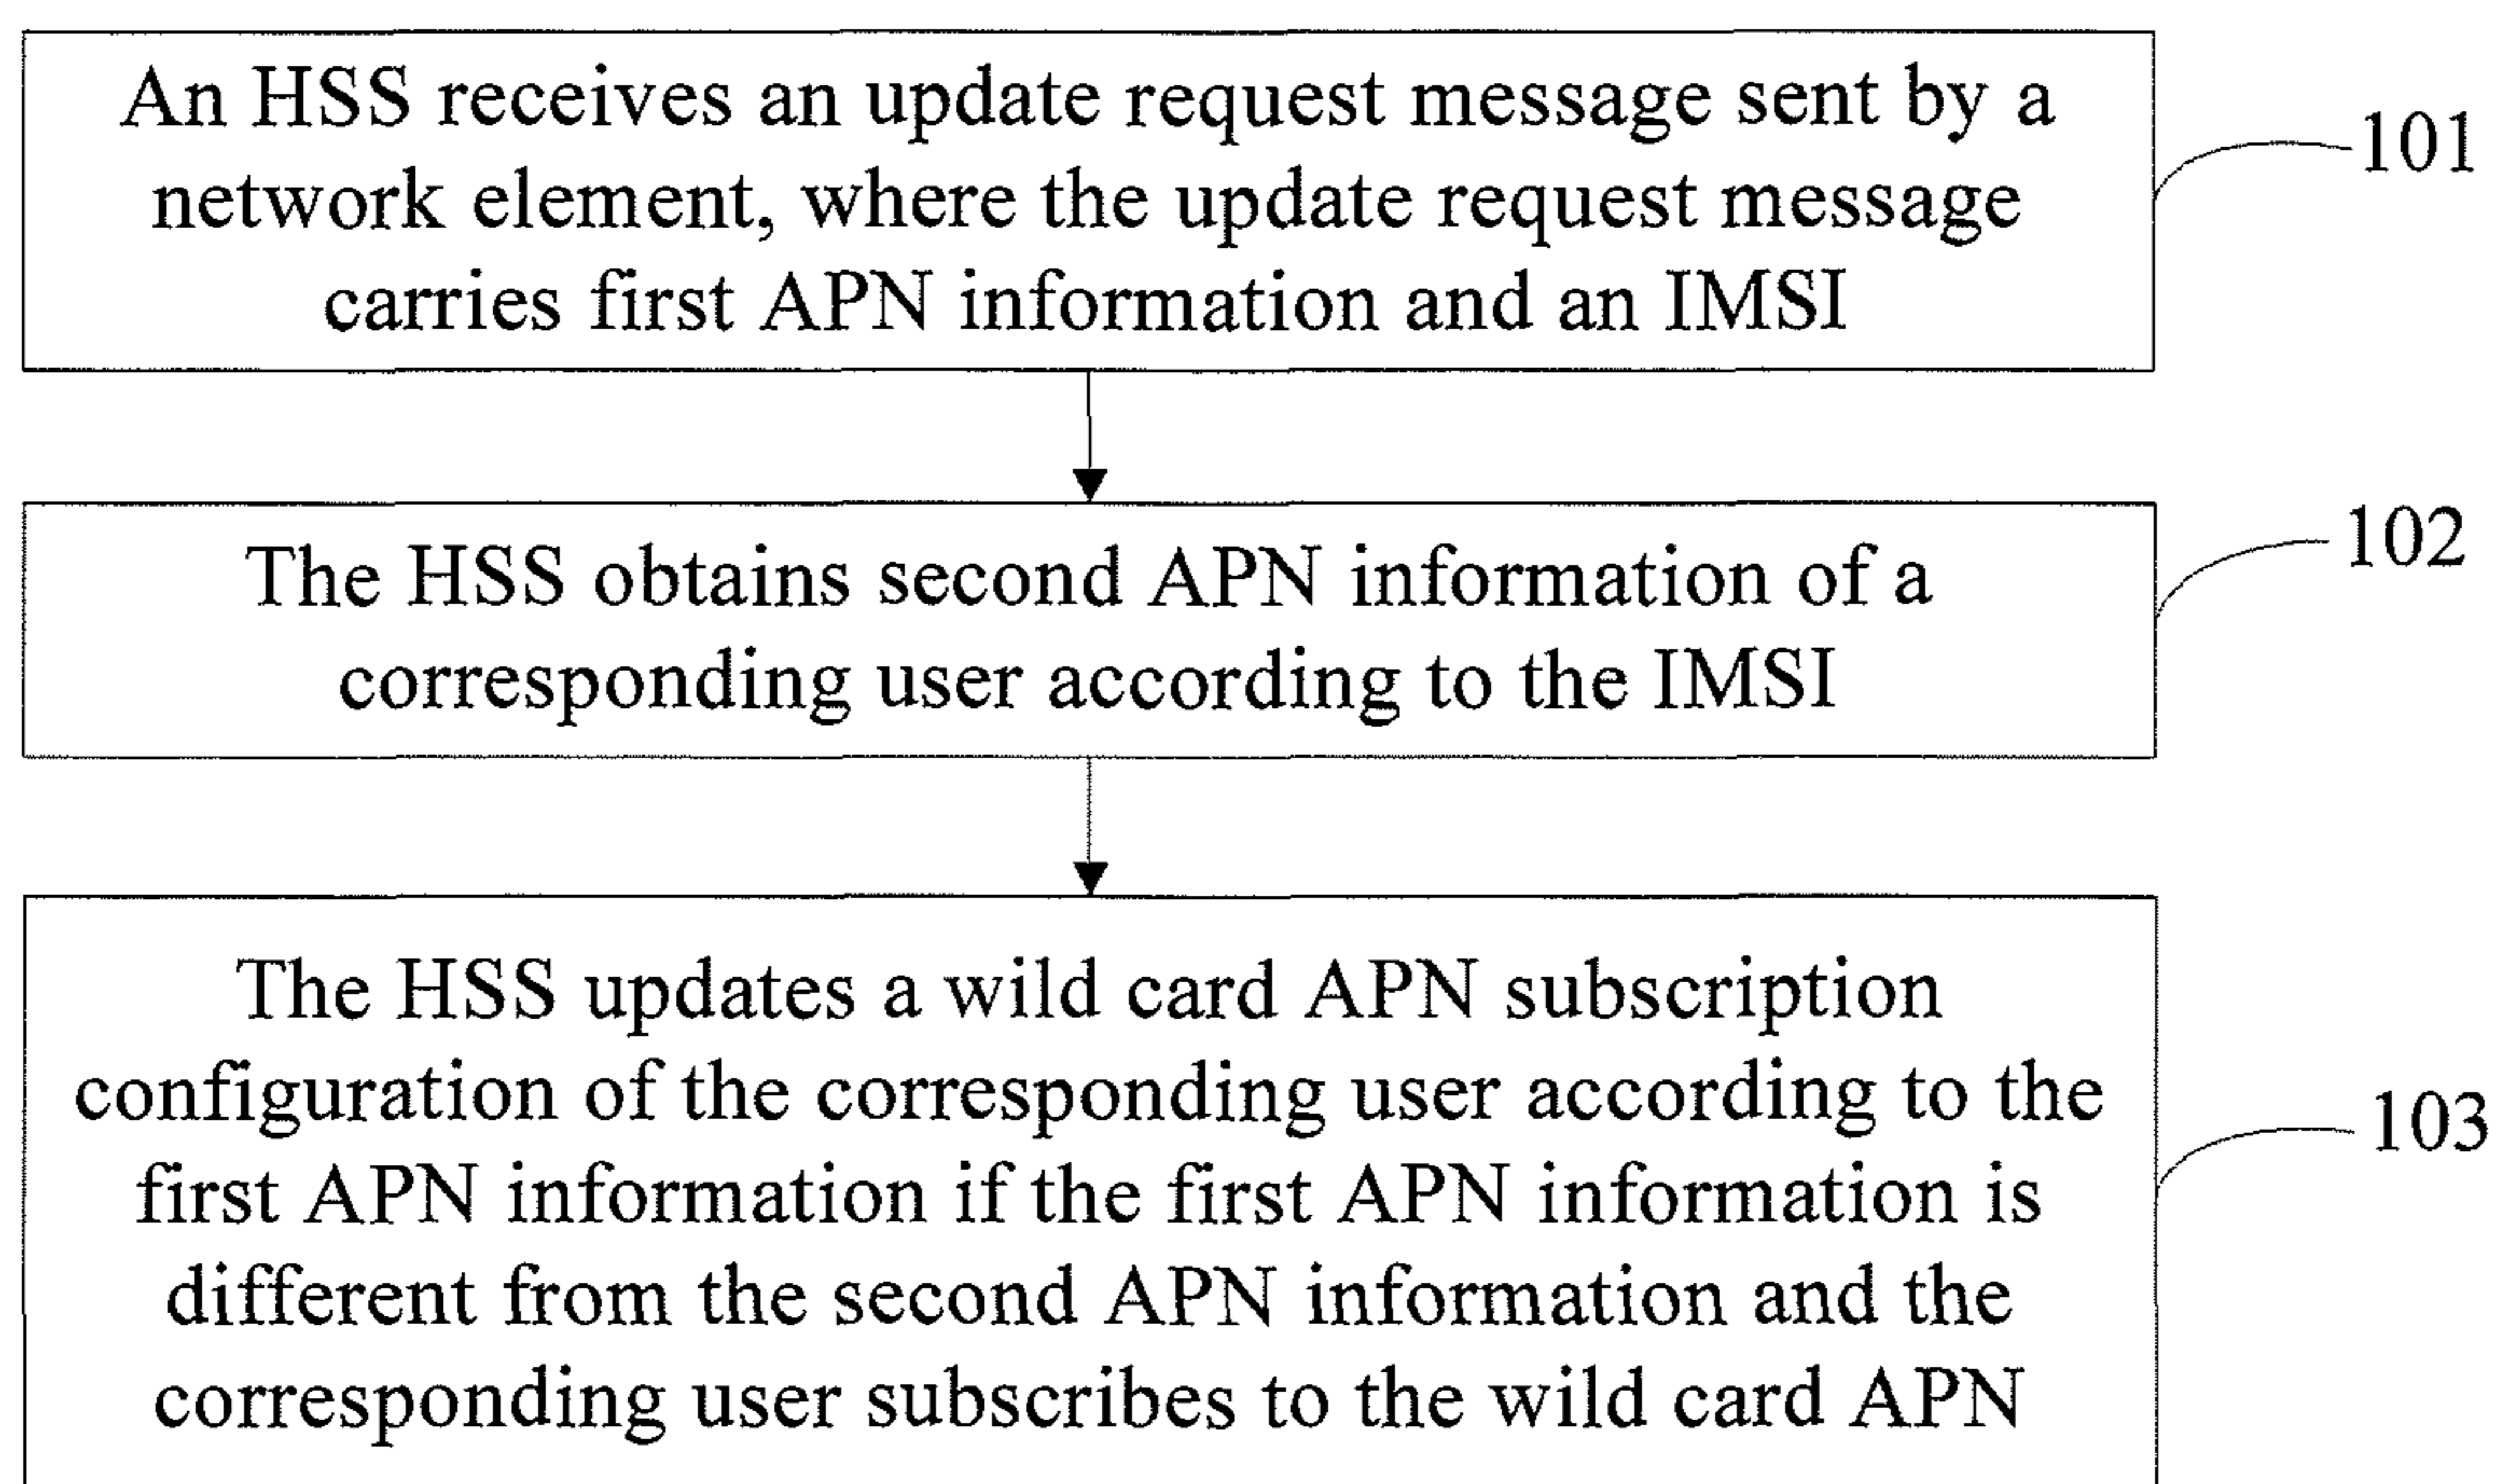 An HSS receives an update request message sent by a
network element, where the update request message
carries first APN information and an IMSI
101
The HSS obtains second APN information of a
corresponding user according to the IMSI
102
The HSS updates a wild card APN subscription
configuration of the corresponding user according to the
first APN information if the first APN information is
different from the second APN information and the
corresponding user subscribes to the wild card APN
103